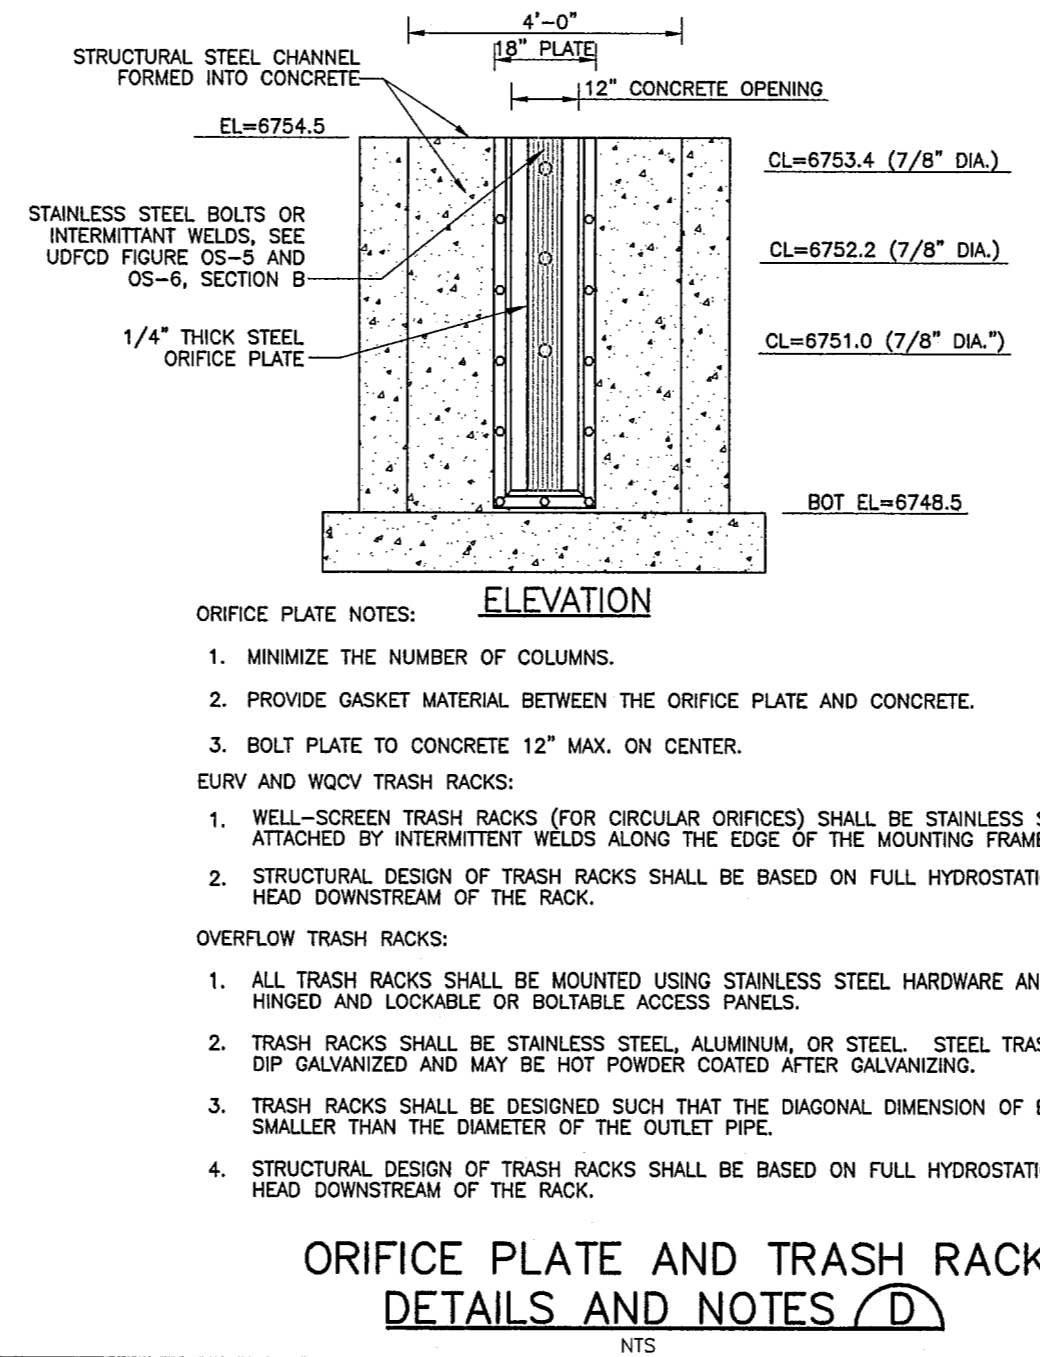 4'-0"
18" PLATE
STRUCTURAL STEEL CHANNEL
FORMED INTO CONCRETE
12" CONCRETE OPENING
EL=6754.5
CL=6753.4 (7/8" DIA.)
STAINLESS STEEL BOLTS OR
INTERMITTANT WELDS, SEE
UDFCD FIGURE OS-5 AND
OS-6, SECTION B
CL=6752.2 (7/8" DIA.)
1/4" THICK STEEL
ORIFICE PLATE
CL=6751.0 (7/8" DIA.")
BOT EL=6748.5
ELEVATION
ORIFICE PLATE NOTES:
1. MINIMIZE THE NUMBER OF COLUMNS.
2. PROVIDE GASKET MATERIAL BETWEEN THE ORIFICE PLATE AND CONCRETE.
3. BOLT PLATE TO CONCRETE 12" MAX. ON CENTER.
EURV AND WQCV TRASH RACKS:
1. WELL-SCREEN TRASH RACKS (FOR CIRCULAR ORIFICES) SHALL BE STAINLESS
ATTACHED BY INTERMITTENT WELDS ALONG THE EDGE OF THE MOUNTING FRAME
2. STRUCTURAL DESIGN OF TRASH RACKS SHALL BE BASED ON FULL HYDROSTATI
HEAD DOWNSTREAM OF THE RACK.
OVERFLOW TRASH RACKS:
1. ALL TRASH RACKS SHALL BE MOUNTED USING STAINLESS STEEL HARDWARE AN
HINGED AND LOCKABLE OR BOLTABLE ACCESS PANELS.
2. TRASH RACKS SHALL BE STAINLESS STEEL, ALUMINUM, OR STEEL. STEEL TRAS
DIP GALVANIZED AND MAY BE HOT POWDER COATED AFTER GALVANIZING.
3. TRASH RACKS SHALL BE DESIGNED SUCH THAT THE DIAGONAL DIMENSION OF
SMALLER THAN THE DIAMETER OF THE OUTLET PIPE.
4. STRUCTURAL DESIGN OF TRASH RACKS SHALL BE BASED ON FULL HYDROSTATI
HEAD DOWNSTREAM OF THE RACK.
ORIFICE PLATE AND TRASH RACK
DETAILS AND NOTES D
NTS